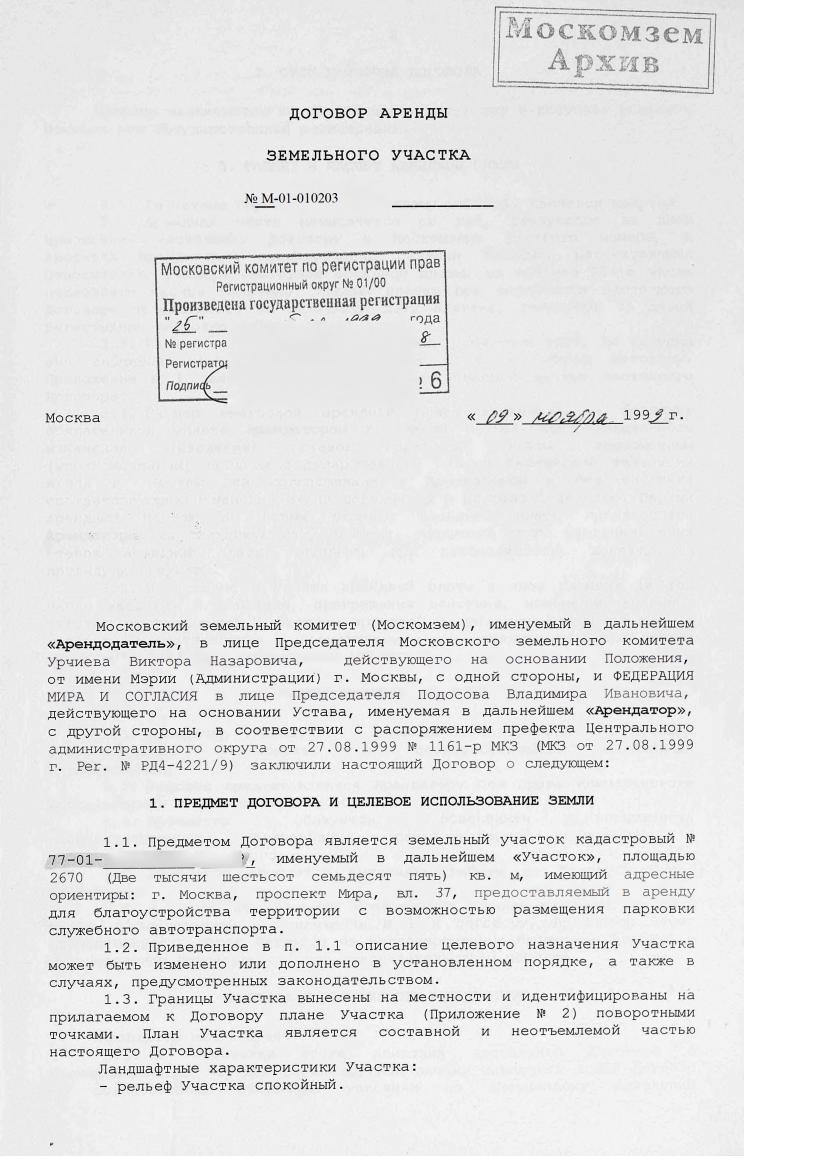 Москомзем
Архив
ДОГОВОР АРЕНДЫ
ЗЕМЕЛЬНОГО УЧАСТКА
№ М-01-010203
Московский комитет по регистрации прав
Регистрационный округ № 01/00
Произведена государственная регистрация
"25" года
№ регистра 8
Регистратор
Подпись 6
Москва «09» ноября 1999 г.
Московский земельный комитет (Москомзем), именуемый в дальнейшем
«Арендодатель», в лице Председателя Московского земельного комитета
Урчиева Виктора Назаровича, действующего на основании Положения,
от имени Мэрии (Администрации) г. Москвы, с одной стороны, и ФЕДЕРАЦИЯ
МИРА И СОГЛАСИЯ в лице Председателя Подосова Владимира Ивановича,
действующего на основании Устава, именуемая в дальнейшем «Арендатор»,
с другой стороны, в соответствии с распоряжением префекта Центрального
административного округа от 27.08.1999 № 1161-р МКЗ (МКЗ от 27.08.1999
г. Рег. № РД4-4221/9) заключили настоящий Договор о следующем:
1. ПРЕДМЕТ ДОГОВОРА И ЦЕЛЕВОЕ ИСПОЛЬЗОВАНИЕ ЗЕМЛИ
1.1. Предметом Договора является земельный участок кадастровый №
77-01- , именуемый в дальнейшем «Участок», площадью
2670 (Две тысячи шестьсот семьдесят пять) кв. м, имеющий адресные
ориентиры: г. Москва, проспект Мира, вл. 37, предоставляемый в аренду
для благоустройства территории с возможностью размещения парковки
служебного автотранспорта.
1.2. Приведенное в п. 1.1 описание целевого назначения Участка
может быть изменено или дополнено в установленном порядке, а также в
случаях, предусмотренных законодательством.
1.3. Границы Участка вынесены на местности и идентифицированы на
прилагаемом к Договору плане Участка (Приложение № 2) поворотными
точками. План Участка является составной и неотъемлемой частью
настоящего Договора.
Ландшафтные характеристики Участка:
- рельеф Участка спокойный.